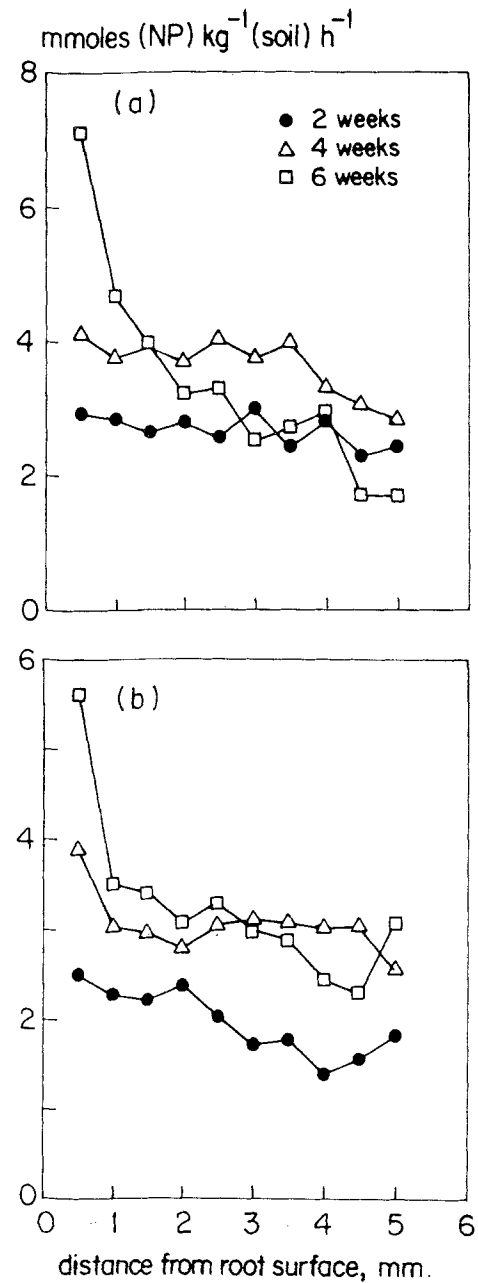 mmoles (NP) kg⁻¹ (soil) h⁻¹
8
(a)
● 2 weeks
△ 4 weeks
□ 6 weeks
6
4
2
0
6
(b)
4
2
0
0 1 2 3 4 5 6
distance from root surface, mm.